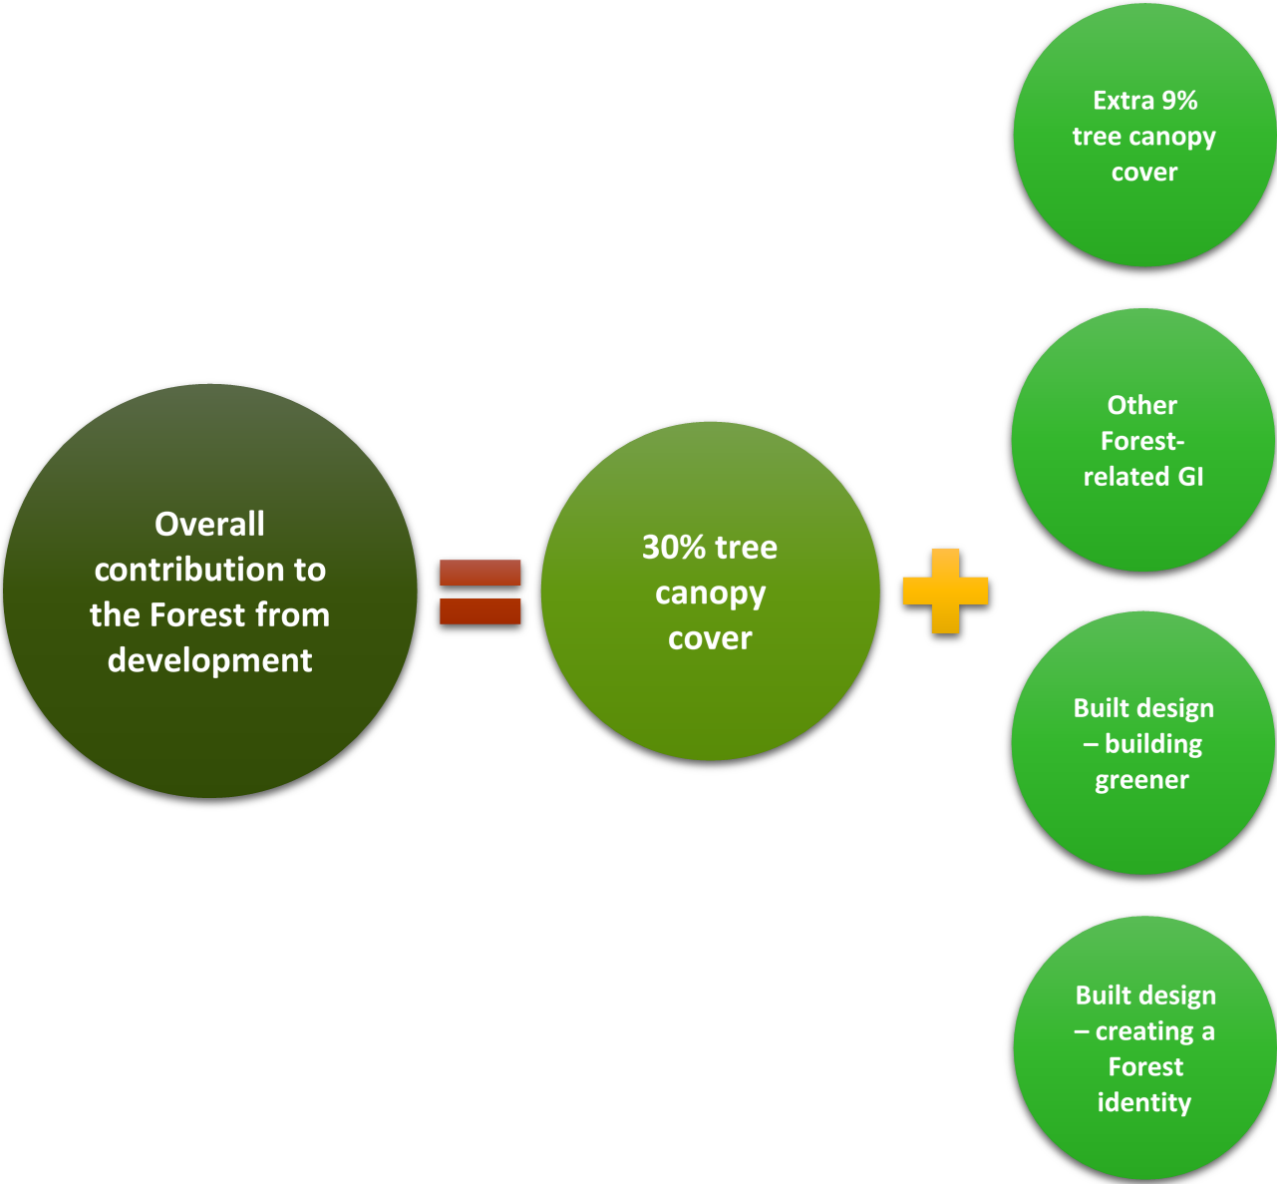 Overall
contribution to
the Forest from
development
30% tree
canopy
cover
Extra 9%
tree canopy
cover
Other
Forest-
related GI
Built design
– building
greener
Built design
– creating a
Forest
identity